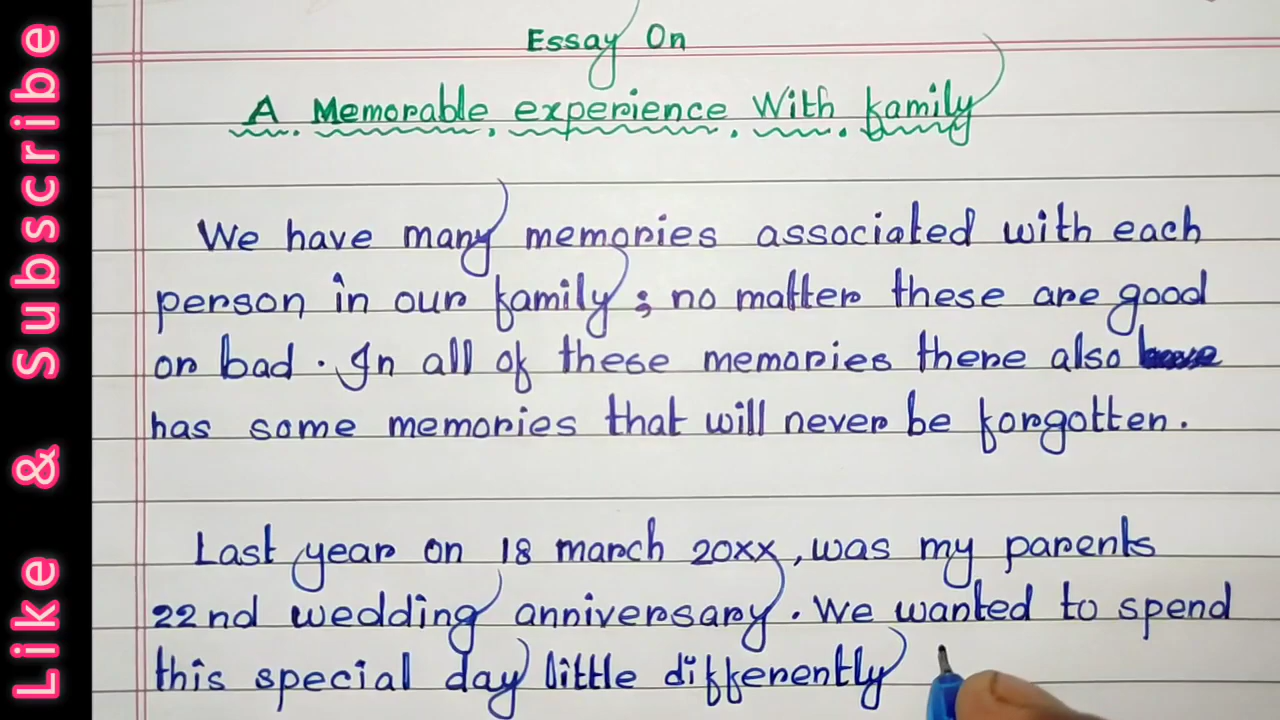 Like & Subscribe
Essay On
A Memorable experience With family
We have many memories associated with each
person in our family; no matter these are good
or bad. In all of these memories there also
has some memories that will never be forgotten.
Last year on 18 march 20xx, was my parents
22nd wedding anniversary. We wanted to spend
this special day little differently